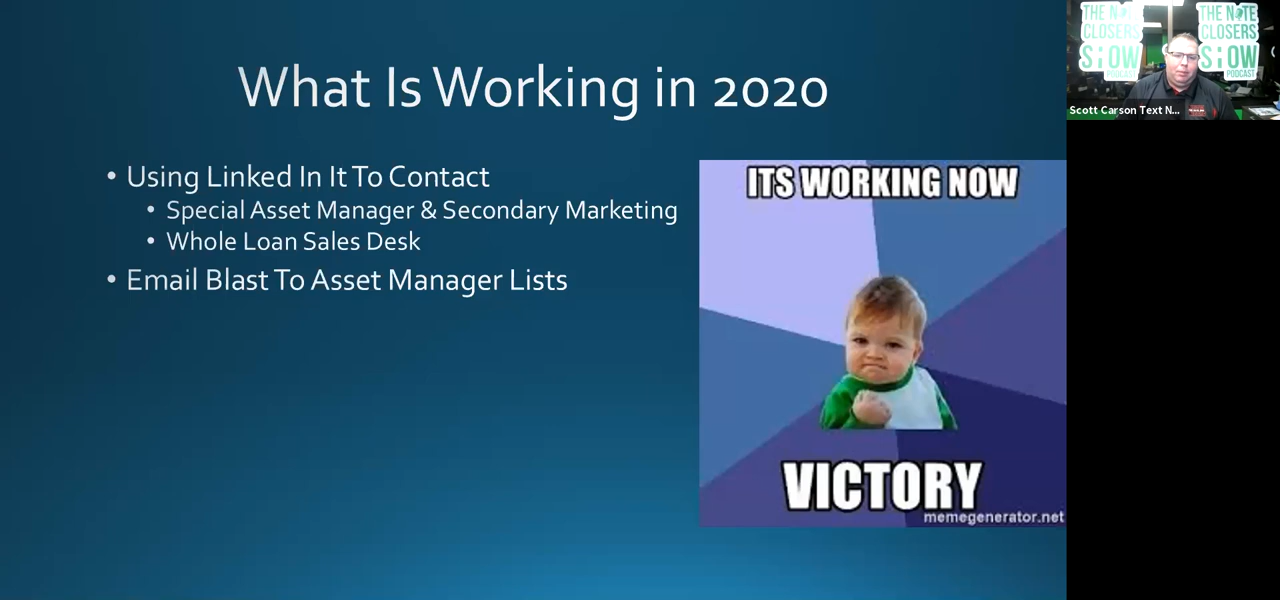 What Is Working in 2020
• Using Linked In It To Contact
• Special Asset Manager & Secondary Marketing
• Whole Loan Sales Desk
• Email Blast To Asset Manager Lists
ITS WORKING NOW
VICTORY
memegenerator.net
THE NOTE
CLOSERS
SHOW
PODCAST
THE NOTE
CLOSERS
SHOW
PODCAST
Scott Carson Text N...